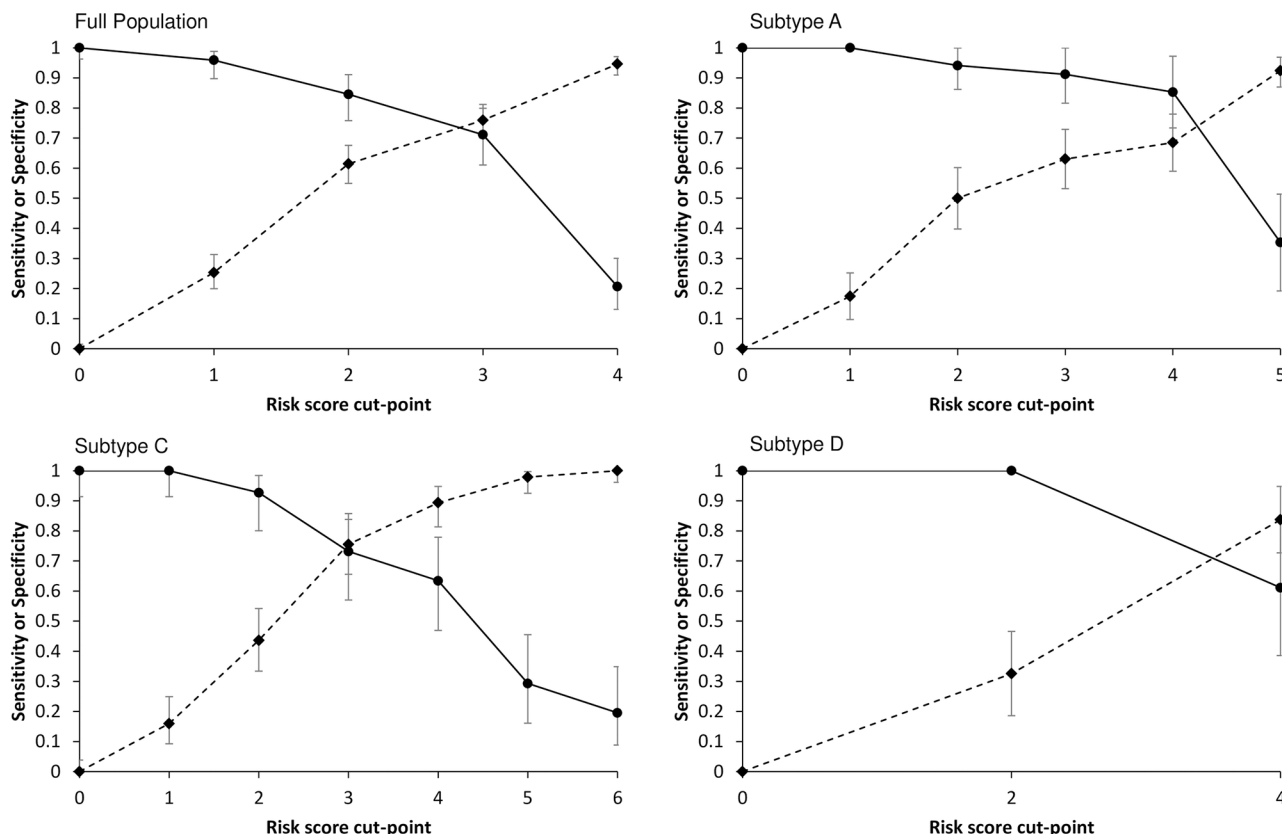 Full Population
Sensitivity or Specificity
1
0.9
0.8
0.7
0.6
0.5
0.4
0.3
0.2
0.1
0
0 1 2 3 4
Risk score cut-point
Subtype A
Sensitivity or Specificity
1
0.9
0.8
0.7
0.6
0.5
0.4
0.3
0.2
0.1
0
0 1 2 3 4 5
Risk score cut-point
Subtype C
Sensitivity or Specificity
1
0.9
0.8
0.7
0.6
0.5
0.4
0.3
0.2
0.1
0
0 1 2 3 4 5 6
Risk score cut-point
Subtype D
Sensitivity or Specificity
1
0.9
0.8
0.7
0.6
0.5
0.4
0.3
0.2
0.1
0
0 2 4
Risk score cut-point